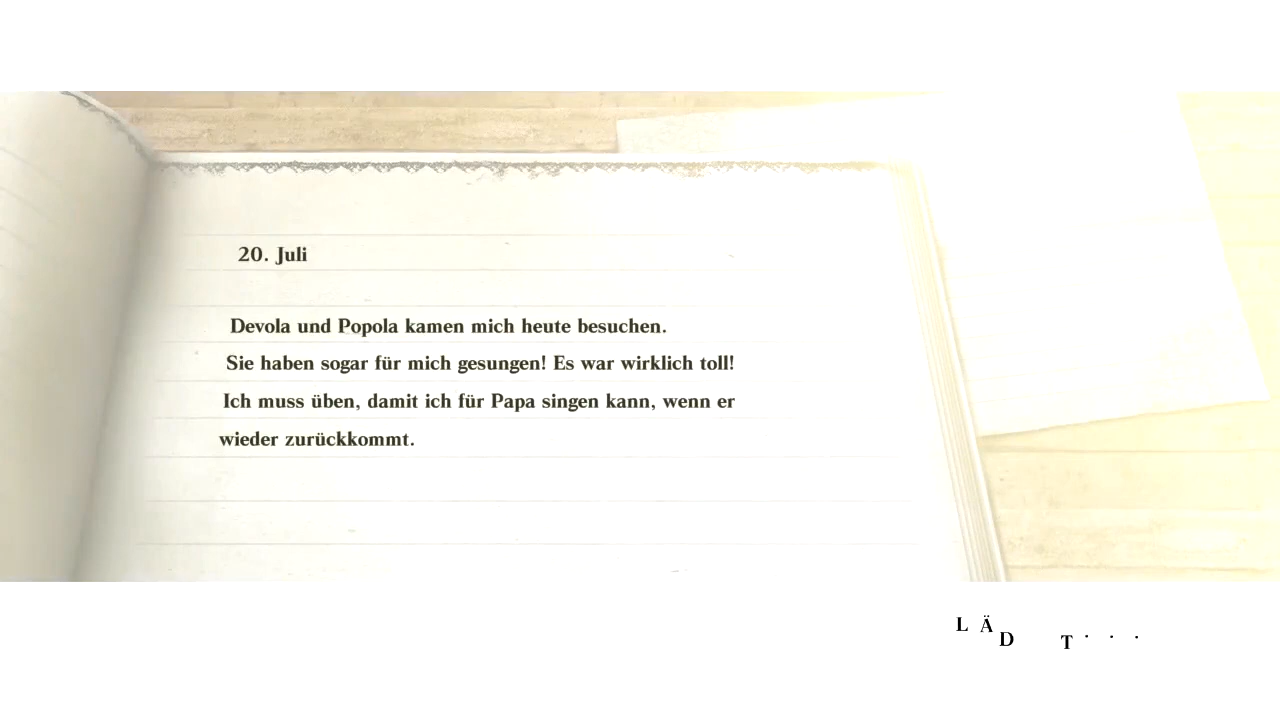 20. Juli
Devola und Popola kamen mich heute besuchen.
Sie haben sogar für mich gesungen! Es war wirklich toll!
Ich muss üben, damit ich für Papa singen kann, wenn er
wieder zurückkommt.
LÄD T...